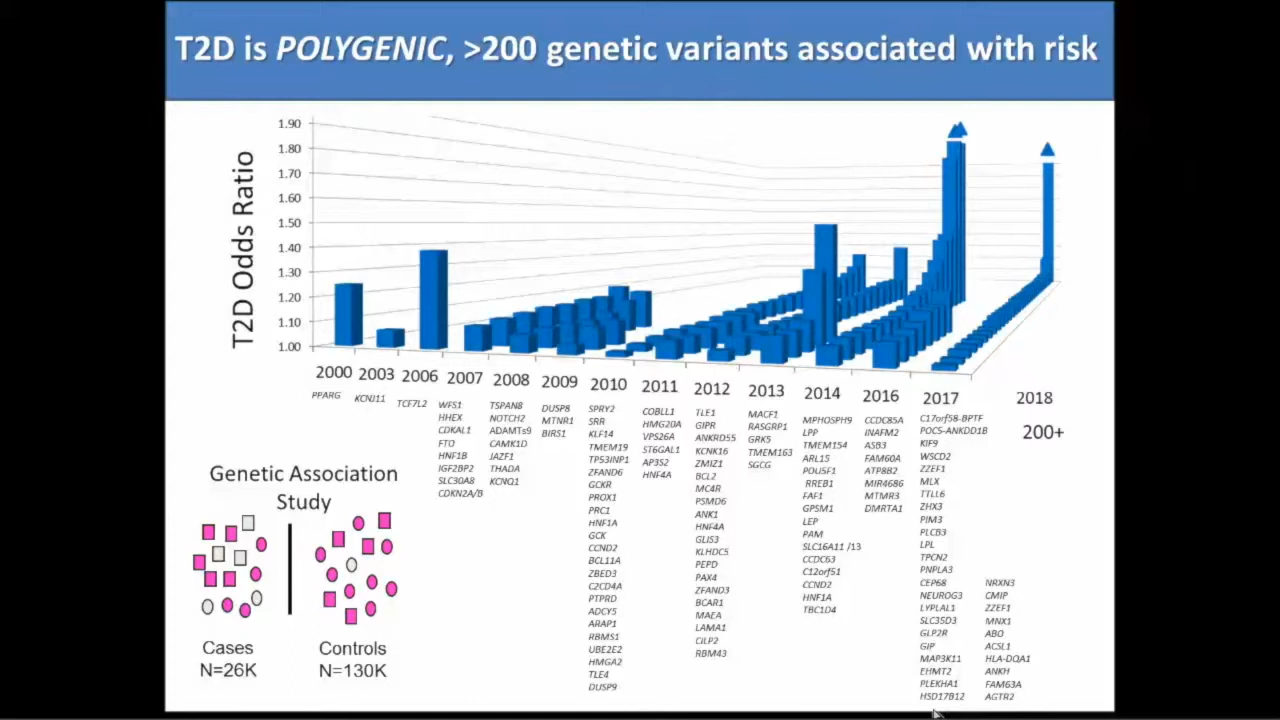 T2D is POLYGENIC, >200 genetic variants associated with risk
T2D Odds Ratio
1.90
1.80
1.70
1.60
1.50
1.40
1.30
1.20
1.10
1.00
2000
PPARG
2003
KCNJ11
2006
TCF7L2
2007
WFS1
HHEX
CDKAL1
FTO
HNF1B
IGF2BP2
SLC30A8
CDKN2A/B
2008
TSPAN8
NOTCH2
ADAMTs9
CAMK1D
JAZF1
THADA
KCNQ1
2009
DUSP8
MTNR1
BIRS1
2010
SPRY2
SRR
KLF14
TMEM19
TP53INP1
ZFAND6
GCKR
PROX1
PRC1
HNF1A
GCK
CCND2
BCL11A
ZBED3
C2CD4A
PTPRD
ADCY5
ARAP1
RBMS1
UBE2E2
HMGA2
TLE4
DUSP9
2011
COBLL1
HMG20A
VPS26A
ST6GAL1
AP3S2
HNF4A
2012
TLE1
GIPR
ANKRD55
KCNK16
ZMIZ1
BCL2
MC4R
PSMD6
ANK1
HNF4A
GLIS3
KLHDC5
PEPD
PAX4
ZFAND3
BCAR1
MAEA
LAMA1
CILP2
RBM43
2013
MACF1
RASGRP1
GRK5
TMEM163
SGCG
2014
MPHOSPH9
LPP
TMEM154
ARL15
POU5F1
RREB1
FAF1
GPSM1
LEP
PAM
SLC16A11 /13
CCDC63
C12orf51
CCND2
HNF1A
TBC1D4
2016
CCDC85A
INAFM2
ASB3
FAM60A
ATP8B2
MIR4686
MTMR3
DMRTA1
2017
C17orf58-BPTF
POC5-ANKDD1B
KIF9
WSCD2
ZZEF1
MLX
TTLL6
ZHX3
PIM3
PLCB3
LPL
TPCN2
PNPLA3
CEP68
NEUROG3
LYPLAL1
SLC35D3
GLP2R
GIP
MAP3K11
EHMT2
PLEKHA1
HSD17B12
NRXN3
CMIP
ZZEF1
MNX1
ABO
ACSL1
HLA-DQA1
ANKH
FAM63A
AGTR2
2018
200+
Genetic Association
Study
Cases
N=26K
Controls
N=130K